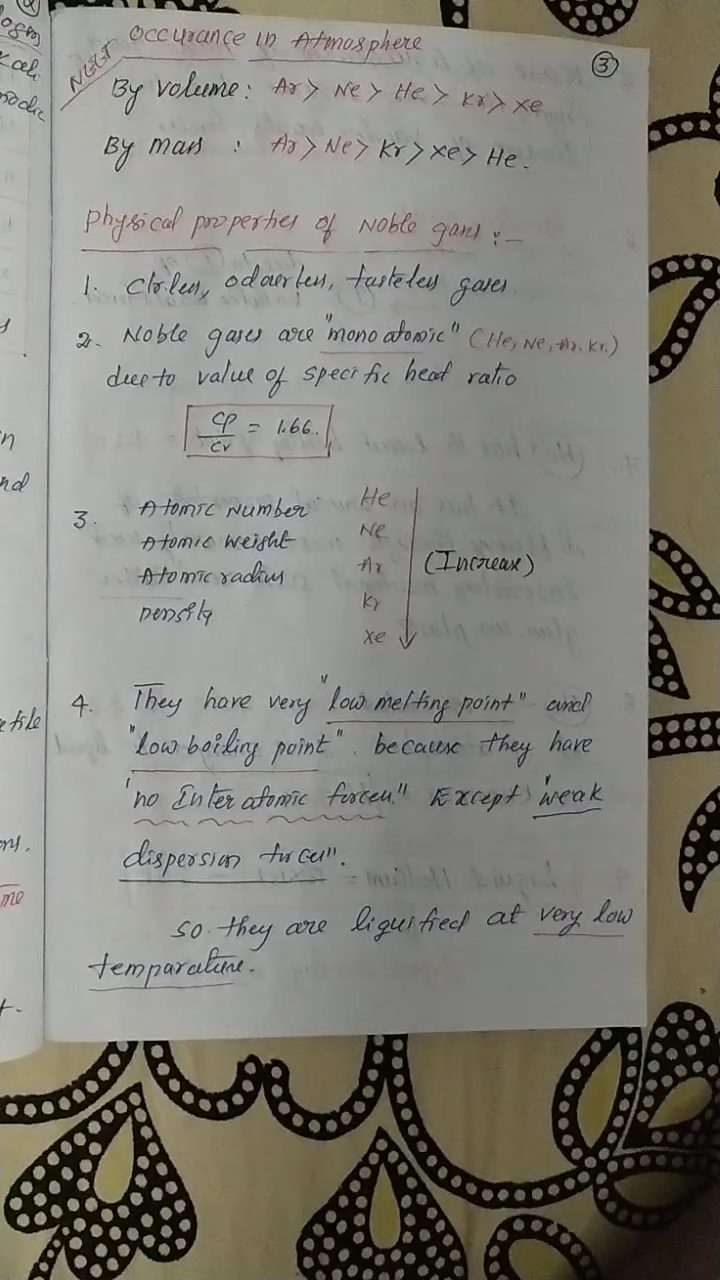 Occurance in Atmosphere
3
By volume: Ar > Ne > He > Kr > Xe
By mass : Ar > Ne > Kr > Xe > He.
Physical properties of Noble gases :-
1. Clrless, odaerless, tasteless gases
2. Noble gases are "mono atomic" (He, Ne, Ar, Kr)
due to value of specific heat ratio
Cp/Cv = 1.66.
3. Atomic Number
Atomic weight
Atomic radius
Density
He
Ne
Ar
Kr
Xe
(Increase)
4. They have very "low melting point" and
"low boiling point". because they have
"no Inter atomic forces." Except "weak
dispersion forces".
so they are liquified at very low
temparature.